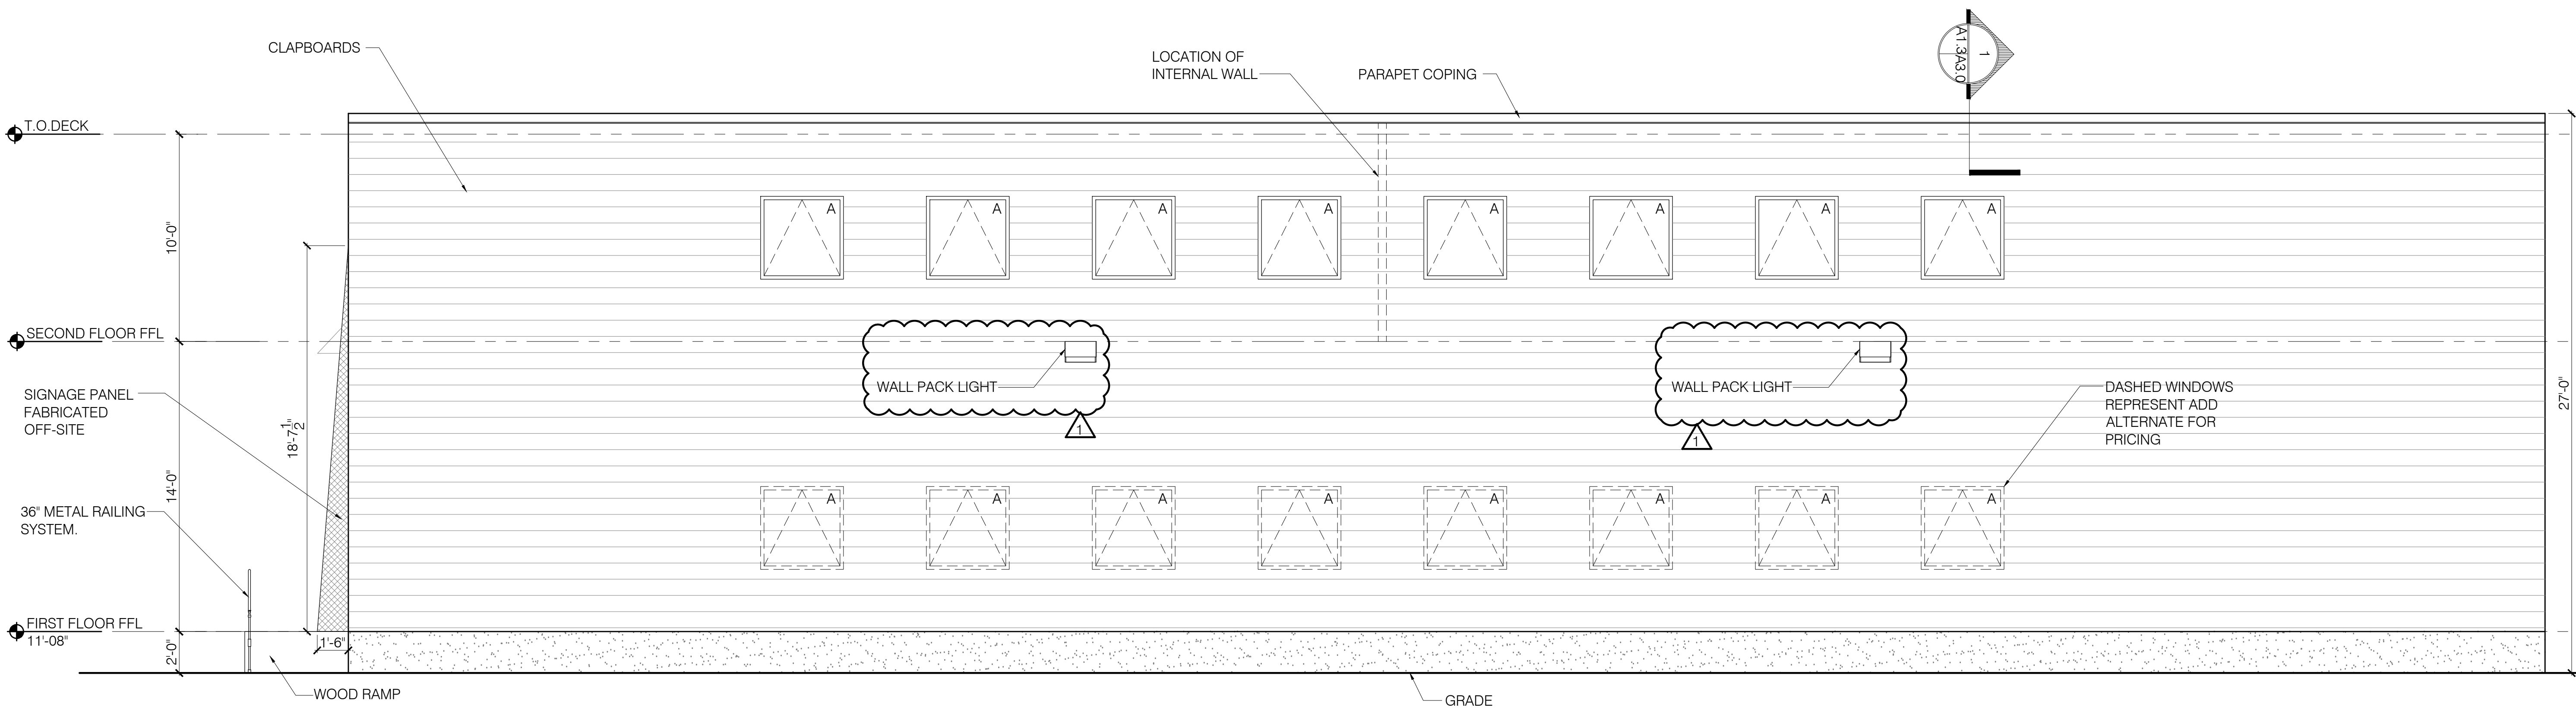 CLAPBOARDS
LOCATION OF
INTERNAL WALL
PARAPET COPING
1
A1.3A3.0
T.O.DECK
10'-0"
A
A
A
A
A
A
A
A
SECOND FLOOR FFL
SIGNAGE PANEL
FABRICATED
OFF-SITE
18'-7 1/2"
14'-0"
WALL PACK LIGHT
1
WALL PACK LIGHT
1
DASHED WINDOWS
REPRESENT ADD
ALTERNATE FOR
PRICING
27'-0"
36" METAL RAILING
SYSTEM.
A
A
A
A
A
A
A
A
FIRST FLOOR FFL
11'-08"
2'-0"
1'-6"
WOOD RAMP
GRADE